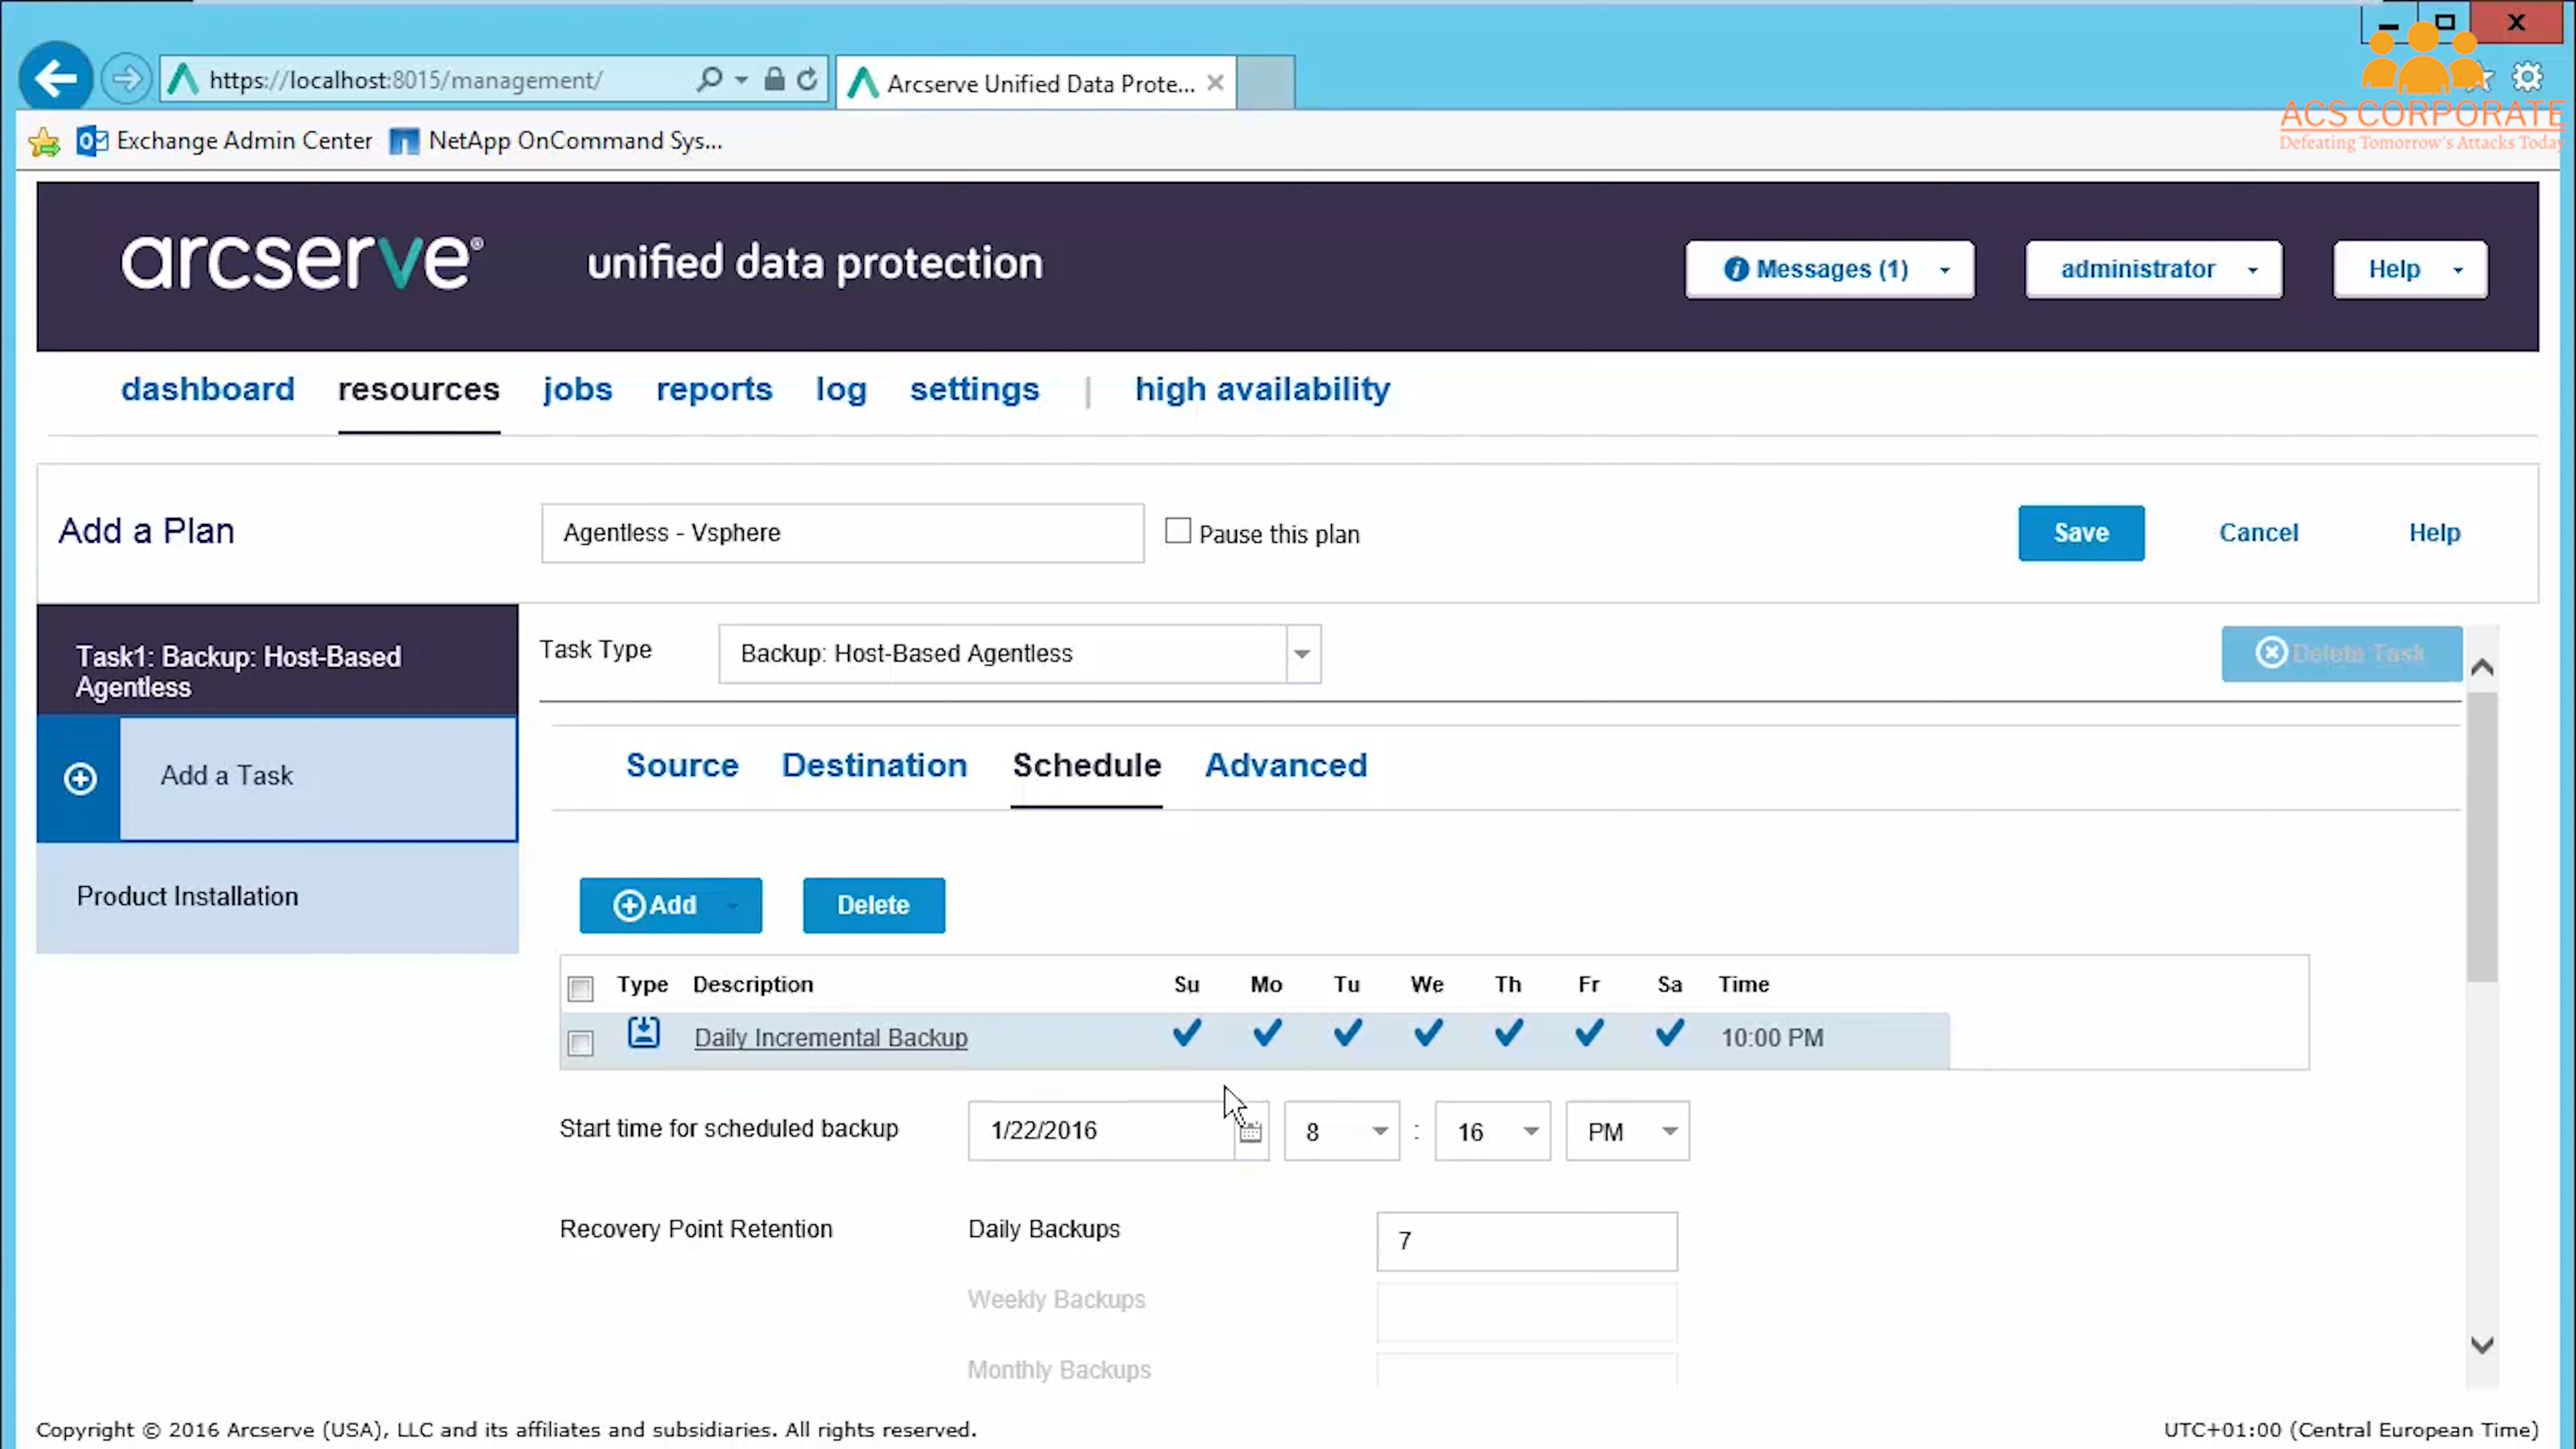 https://localhost:8015/management/
Arcserve Unified Data Prote...
ACS CORPORATE
Defeating Tomorrow's Attacks Today
Exchange Admin Center
NetApp OnCommand Sys...
arcserve®
unified data protection
Messages (1)
administrator
Help
dashboard resources jobs reports log settings | high availability
Add a Plan
Agentless - Vsphere
Pause this plan
Save
Cancel
Help
Task1: Backup: Host-Based
Agentless
Add a Task
Product Installation
Task Type
Backup: Host-Based Agentless
Delete Task
Source Destination Schedule Advanced
Add
Delete
Type Description Su Mo Tu We Th Fr Sa Time
Daily Incremental Backup 10:00 PM
Start time for scheduled backup 1/22/2016 8 : 16 PM
Recovery Point Retention Daily Backups 7
Weekly Backups
Monthly Backups
Copyright © 2016 Arcserve (USA), LLC and its affiliates and subsidiaries. All rights reserved.
UTC+01:00 (Central European Time)